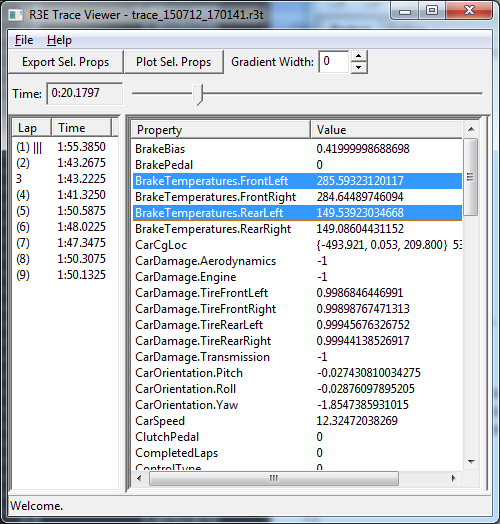 R3E Trace Viewer - trace_150712_170141.r3t
File Help
Export Sel. Props Plot Sel. Props Gradient Width: 0
Time: 0:20.1797
Lap Time
(1) ||| 1:55.3850
(2) 1:43.2675
3 1:43.2225
(4) 1:41.3250
(5) 1:50.5875
(6) 1:48.0225
(7) 1:47.3475
(8) 1:50.3075
(9) 1:50.1325
Property Value
BrakeBias 0.41999998688698
BrakePedal 0
BrakeTemperatures.FrontLeft 285.59323120117
BrakeTemperatures.FrontRight 284.64489746094
BrakeTemperatures.RearLeft 149.53923034668
BrakeTemperatures.RearRight 149.08604431152
CarCgLoc {-493.921, 0.053, 209.800} 53
CarDamage.Aerodynamics -1
CarDamage.Engine -1
CarDamage.TireFrontLeft 0.9986846446991
CarDamage.TireFrontRight 0.99898767471313
CarDamage.TireRearLeft 0.99945676326752
CarDamage.TireRearRight 0.99944138526917
CarDamage.Transmission -1
CarOrientation.Pitch -0.027430810034275
CarOrientation.Roll -0.02876097895205
CarOrientation.Yaw -1.8547385931015
CarSpeed 12.32472038269
ClutchPedal 0
CompletedLaps 0
ControlType 0
Welcome.